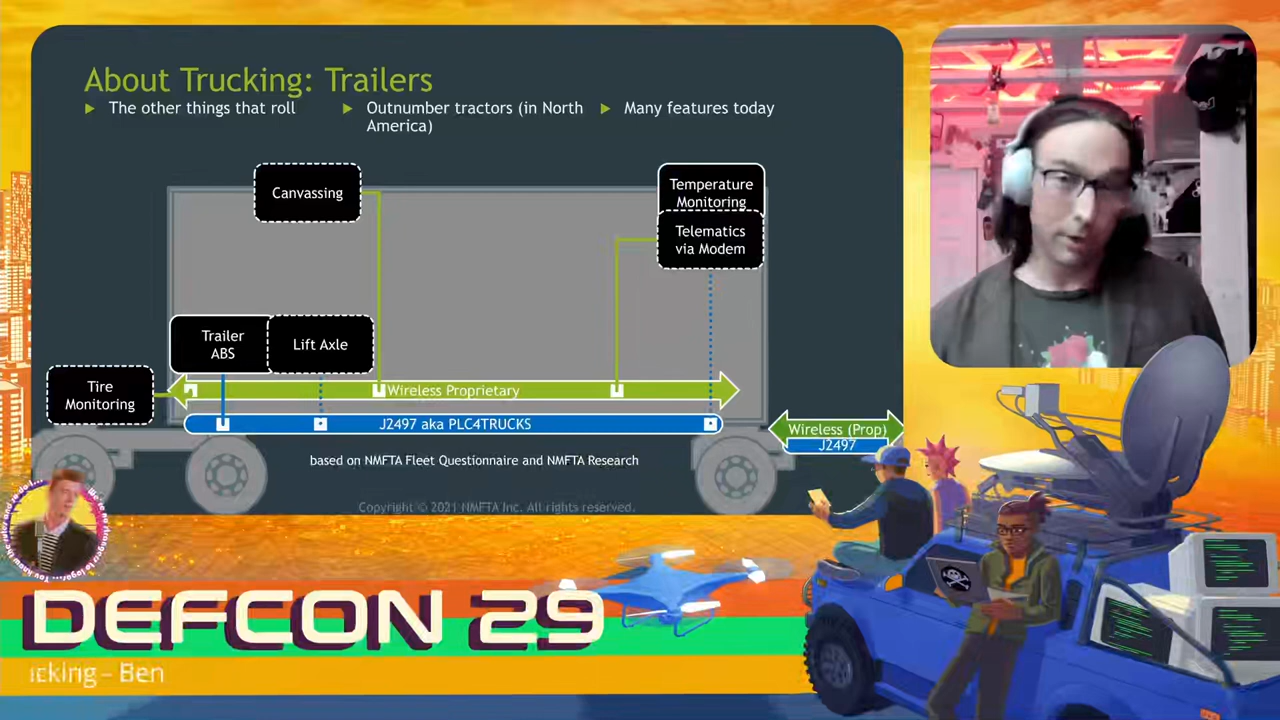 About Trucking: Trailers
The other things that roll
Outnumber tractors (in North
America)
Many features today
Canvassing
Temperature
Monitoring
Telematics
via Modem
Trailer
ABS
Lift Axle
Tire
Monitoring
Wireless Proprietary
J2497 aka PLC4TRUCKS
Wireless (Prop)
J2497
based on NMFTA Fleet Questionnaire and NMFTA Research
Copyright © 2021 NMFTA Inc. All rights reserved.
DEFCON 29
icking – Ben